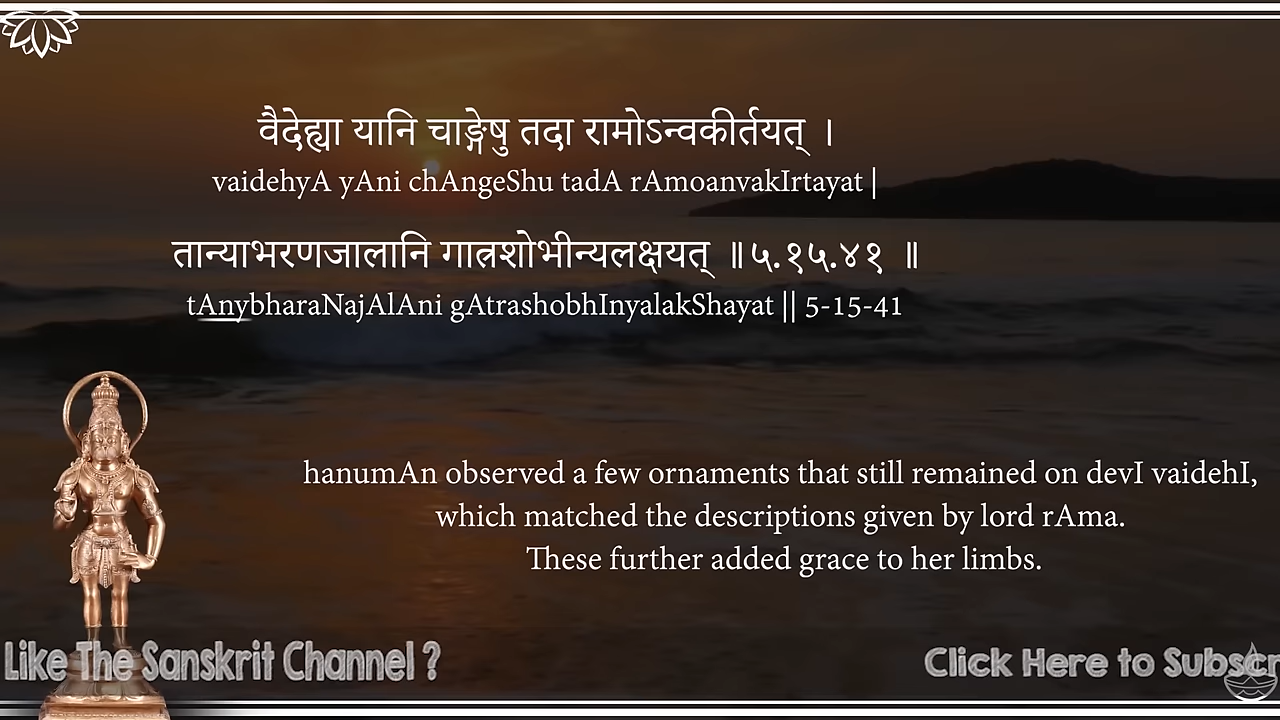 वैदेह्या यानि चाङ्गेषु तदा रामोऽन्वकीर्तयत् ।
vaidehyA yAni chAngeShu tadA rAmoanvakIrtayat |
तान्याभरणजालानि गात्रशोभीन्यलक्षयत् ॥५.१५.४१ ॥
tAnybharaNajAlAni gAtrashobhInyalakShayat || 5-15-41
hanumAn observed a few ornaments that still remained on devI vaidehI,
which matched the descriptions given by lord rAma.
These further added grace to her limbs.
Like The Sanskrit Channel ?
Click Here to Subscr